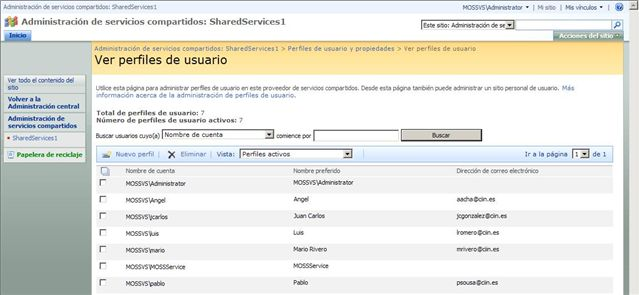 Administración de servicios compartidos: SharedServices1
MOSSVS\Administrator
Mi sitio
Mis vínculos
Administración de servicios compartidos: SharedServices1
Este sitio: Administración de se
Inicio
Acciones del sitio
Administración de servicios compartidos: SharedServices1 > Perfiles de usuario y propiedades > Ver perfiles de usuario
Ver perfiles de usuario
Ver todo el contenido del sitio
Volver a la Administración central
Administración de servicios compartidos
SharedServices1
Papelera de reciclaje
Utilice esta página para administrar perfiles de usuario en este proveedor de servicios compartidos. Desde esta página también puede administrar un sitio personal de usuario. Más
información acerca de la administración de perfiles de usuario.
Total de perfiles de usuario: 7
Número de perfiles de usuario activos: 7
Buscar usuarios cuyo(a) Nombre de cuenta comience por Buscar
Nuevo perfil Eliminar Vista: Perfiles activos Ir a la página 1 de 1
Nombre de cuenta Nombre preferido Dirección de correo electrónico
MOSSVS\Administrator MOSSVS\Administrator
MOSSVS\Angel Angel aacha@ciin.es
MOSSVS\jcarlos Juan Carlos jcgonzalez@ciin.es
MOSSVS\luis Luis lromero@ciin.es
MOSSVS\mario Mario Rivero mrivero@ciin.es
MOSSVS\MOSSService MOSSService
MOSSVS\pablo Pablo psousa@ciin.es